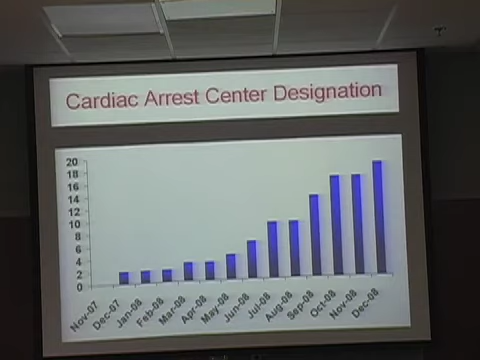 Cardiac Arrest Center Designation
20
18
16
14
12
10
8
6
4
2
0
Nov-07
Dec-07
Jan-08
Feb-08
Mar-08
Apr-08
May-08
Jun-08
Jul-08
Aug-08
Sep-08
Oct-08
Nov-08
Dec-08